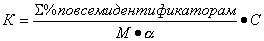 K = Σ%повсемидентификаторам / M • α • C